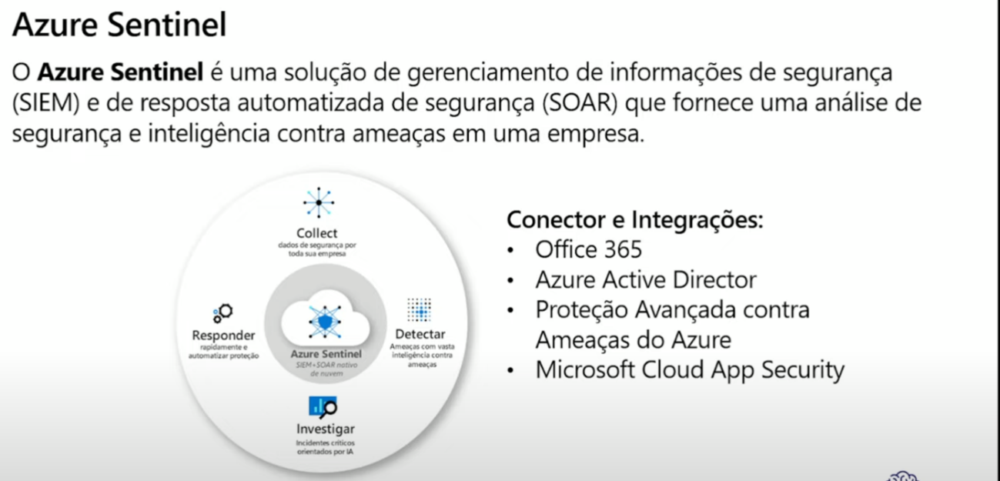 Azure Sentinel
O Azure Sentinel é uma solução de gerenciamento de informações de segurança
(SIEM) e de resposta automatizada de segurança (SOAR) que fornece uma análise de
segurança e inteligência contra ameaças em uma empresa.
Collect
dados de segurança por
toda sua empresa
Responder
rapidamente e
automatizar proteção
Azure Sentinel
SIEM+SOAR nativo
de nuvem
Detectar
Ameaças com vasta
inteligência contra
ameaças
Investigar
Incidentes críticos
orientados por IA
Conector e Integrações:
• Office 365
• Azure Active Director
• Proteção Avançada contra
Ameaças do Azure
• Microsoft Cloud App Security